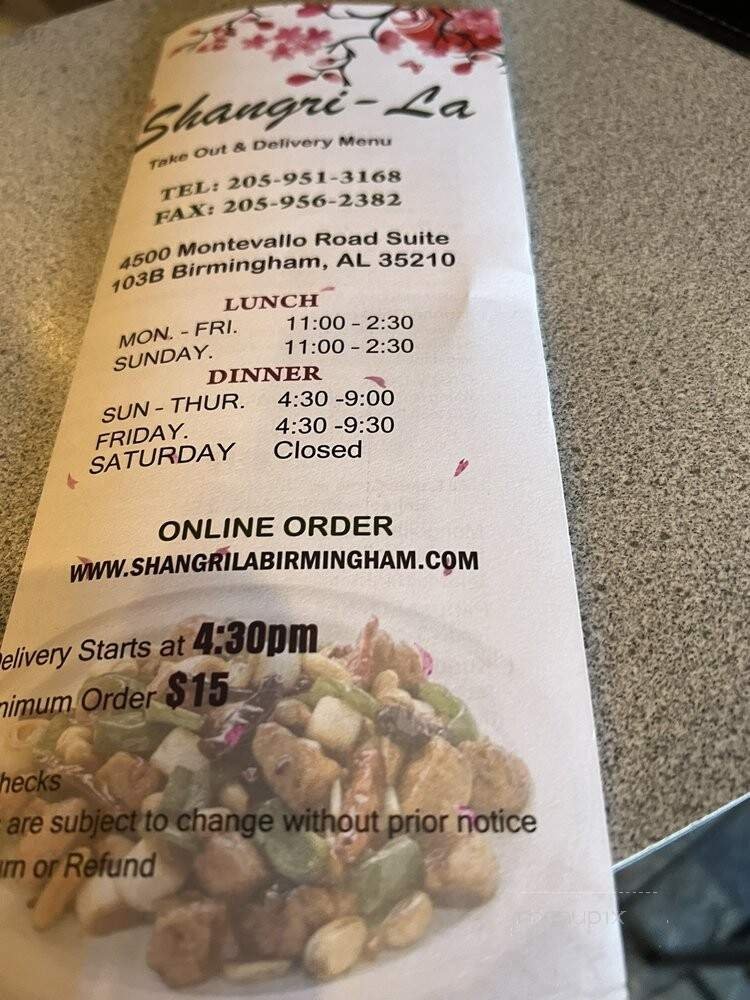 Shangri-La
Take Out & Delivery Menu
TEL: 205-951-3168
FAX: 205-956-2382
4500 Montevallo Road Suite
103B Birmingham, AL 35210
LUNCH
MON. - FRI. 11:00 - 2:30
SUNDAY. 11:00 - 2:30
DINNER
SUN - THUR. 4:30 -9:00
FRIDAY. 4:30 -9:30
SATURDAY Closed
ONLINE ORDER
WWW.SHANGRILABIRMINGHAM.COM
elivery Starts at 4:30pm
nimum Order $15
hecks
are subject to change without prior notice
urn or Refund